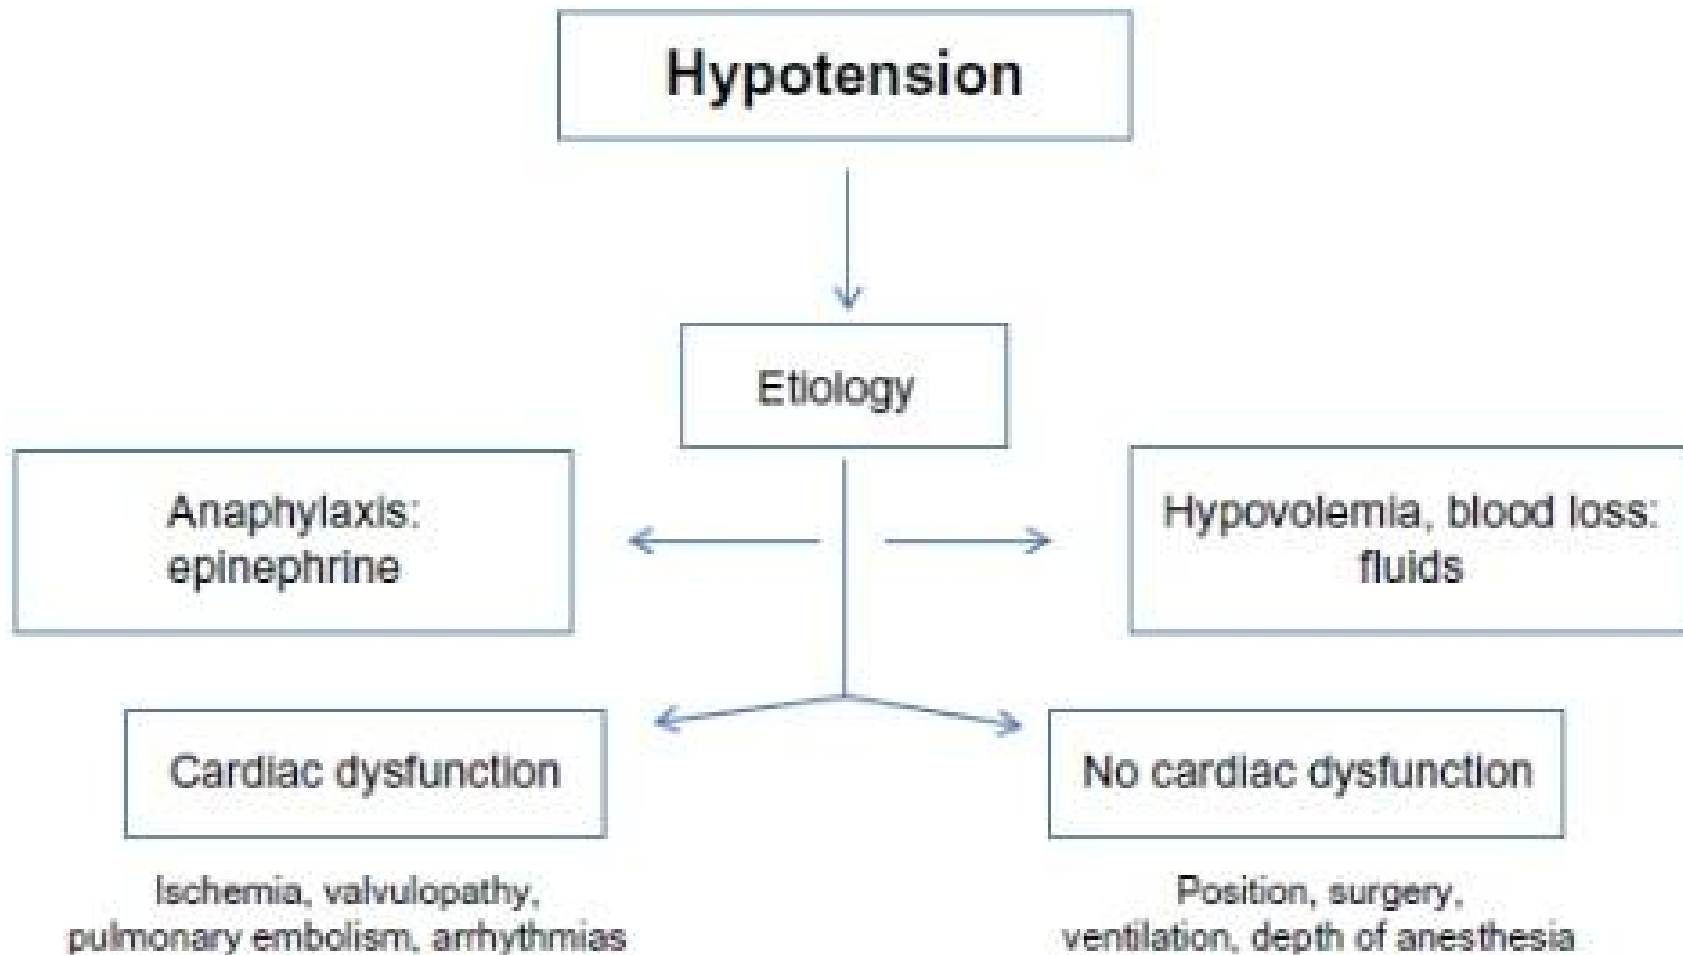 Hypotension
Etiology
Anaphylaxis:
epinephrine
Hypovolemia, blood loss:
fluids
Cardiac dysfunction
No cardiac dysfunction
Ischemia, valvulopathy,
pulmonary embolism, arrhythmias
Position, surgery,
ventilation, depth of anesthesia